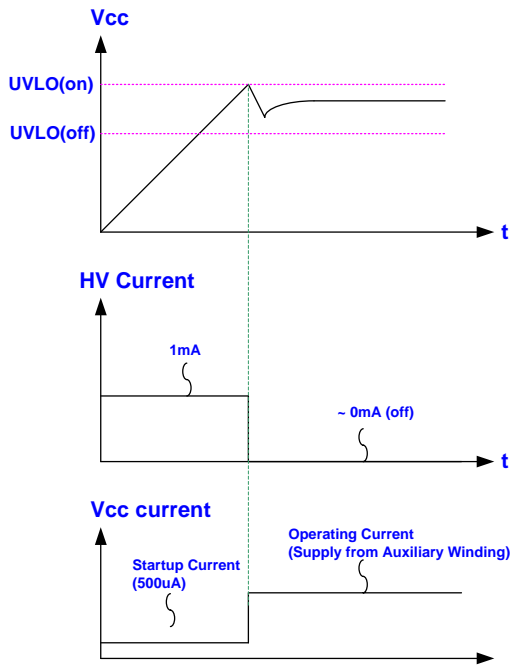 Vcc
UVLO(on)
UVLO(off)
t
HV Current
1mA
~ 0mA (off)
t
Vcc current
Operating Current
(Supply from Auxiliary Winding)
Startup Current
(500uA)